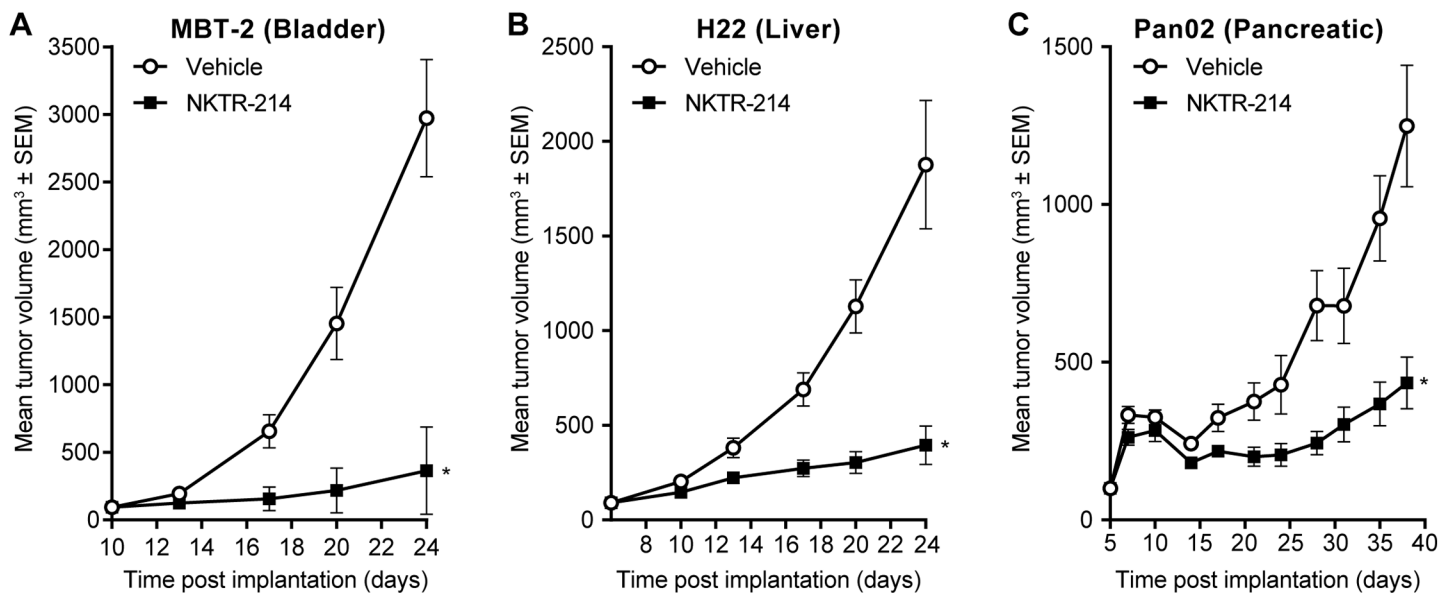 A
MBT-2 (Bladder)
Mean tumor volume (mm³ ± SEM)
3500
3000
2500
2000
1500
1000
500
0
Vehicle
NKTR-214
*
10 12 14 16 18 20 22 24
Time post implantation (days)
B
H22 (Liver)
Mean tumor volume (mm³ ± SEM)
2500
2000
1500
1000
500
0
Vehicle
NKTR-214
*
8 10 12 14 16 18 20 22 24
Time post implantation (days)
C
Pan02 (Pancreatic)
Mean tumor volume (mm³ ± SEM)
1500
1000
500
0
Vehicle
NKTR-214
*
5 10 15 20 25 30 35 40
Time post implantation (days)